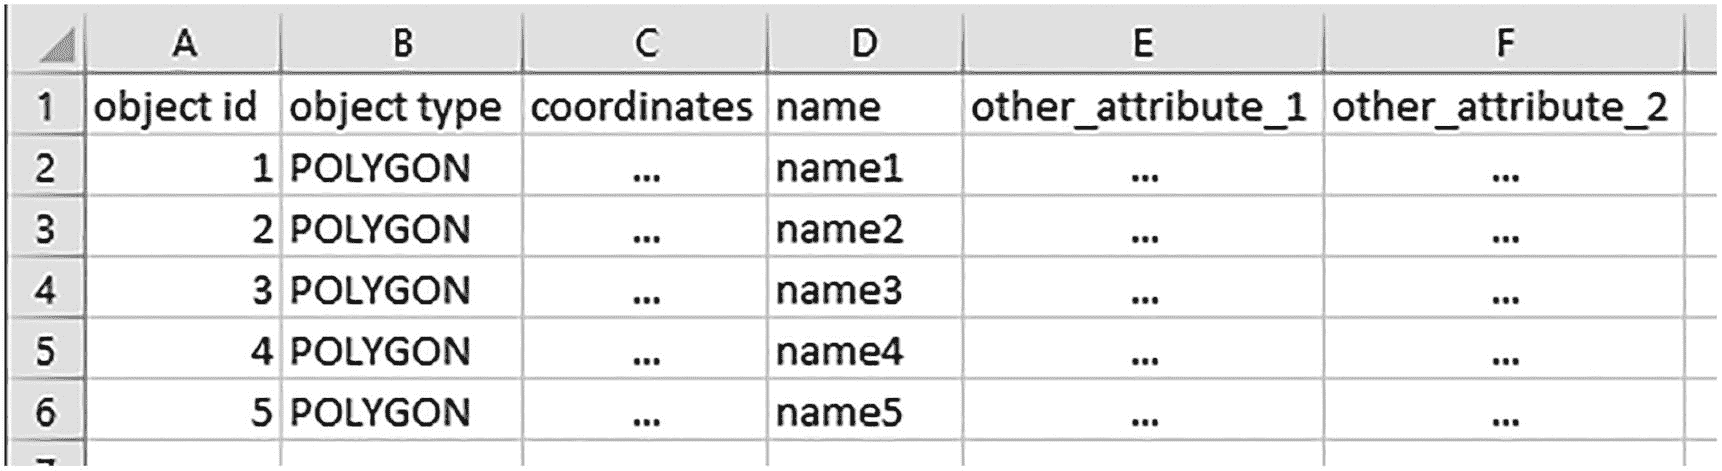 A B C D E F
1 object id object type coordinates name other_attribute_1 other_attribute_2
2 1 POLYGON ... name1 ... ...
3 2 POLYGON ... name2 ... ...
4 3 POLYGON ... name3 ... ...
5 4 POLYGON ... name4 ... ...
6 5 POLYGON ... name5 ... ...